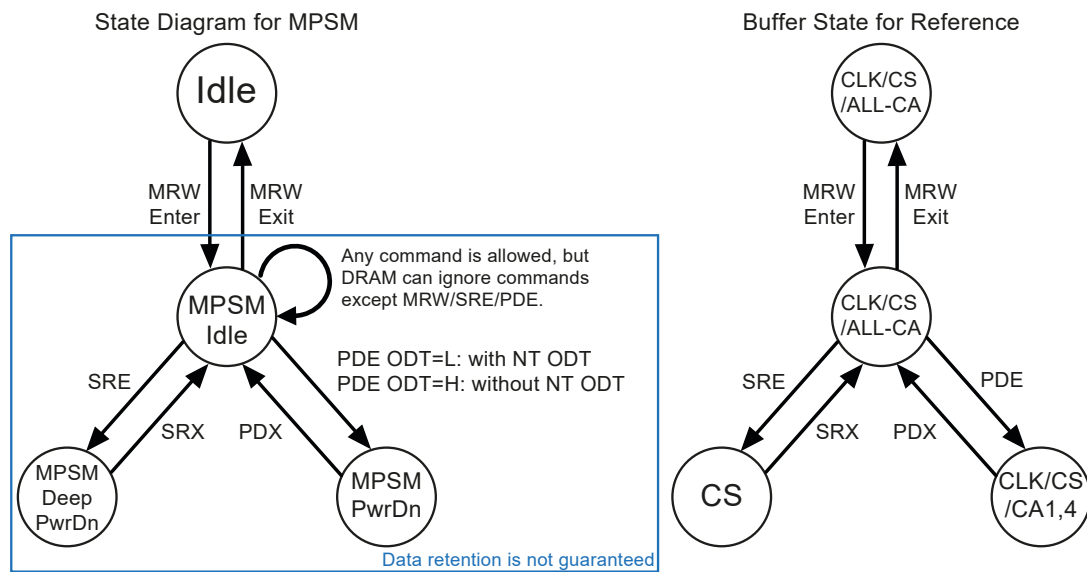 State Diagram for MPSM
Idle
MRW
Enter
MRW
Exit
Any command is allowed, but
DRAM can ignore commands
except MRW/SRE/PDE.
MPSM
Idle
PDE ODT=L: with NT ODT
PDE ODT=H: without NT ODT
SRE
SRX
PDX
MPSM
Deep
PwrDn
MPSM
PwrDn
Data retention is not guaranteed
Buffer State for Reference
CLK/CS
/ALL-CA
MRW
Enter
MRW
Exit
CLK/CS
/ALL-CA
SRE
PDE
SRX
PDX
CS
CLK/CS
/CA1,4